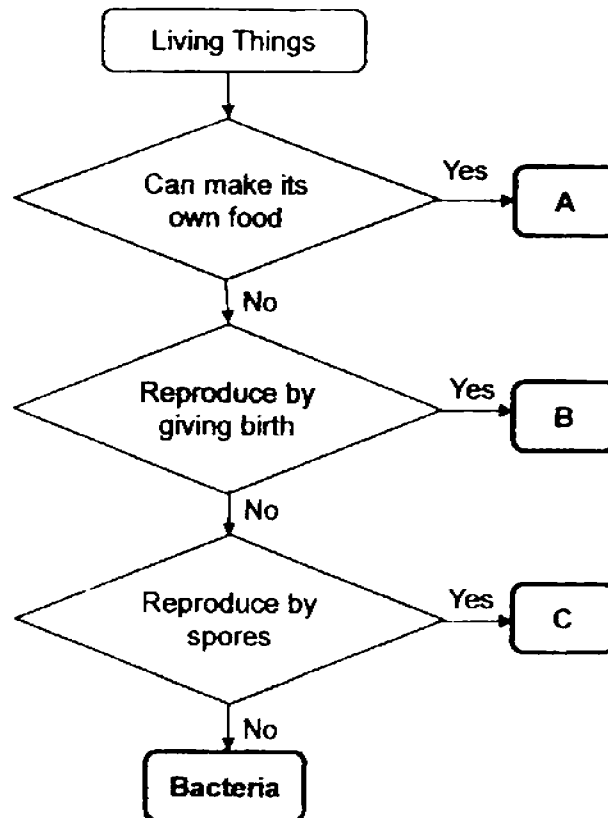 Living Things
Can make its
own food
Yes
A
No
Reproduce by
giving birth
Yes
B
No
Reproduce by
spores
Yes
C
No
Bacteria